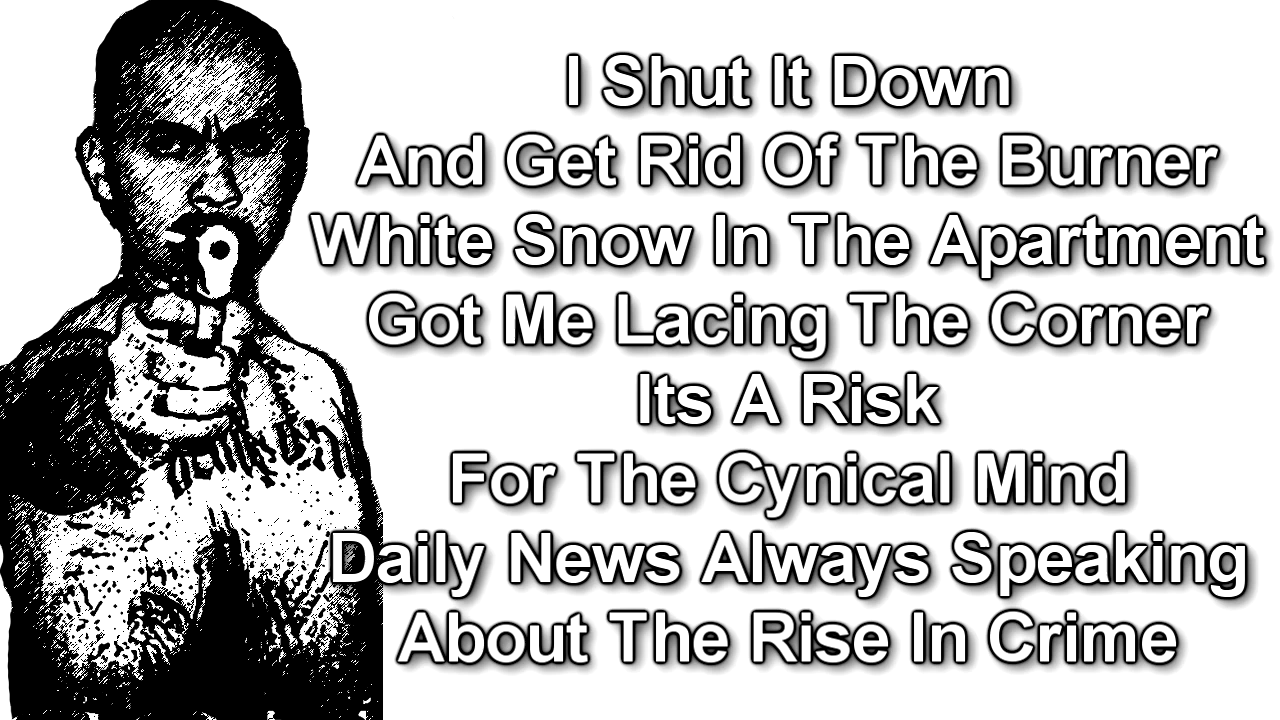 I Shut It Down
And Get Rid Of The Burner
White Snow In The Apartment
Got Me Lacing The Corner
Its A Risk
For The Cynical Mind
Daily News Always Speaking
About The Rise In Crime